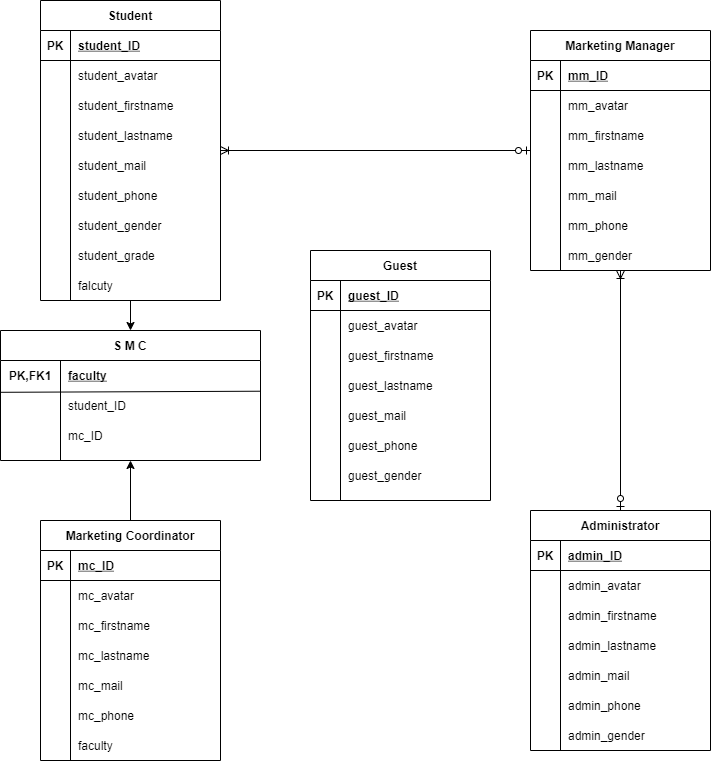 Student
PK student_ID
student_avatar
student_firstname
student_lastname
student_mail
student_phone
student_gender
student_grade
falcuty
Marketing Manager
PK mm_ID
mm_avatar
mm_firstname
mm_lastname
mm_mail
mm_phone
mm_gender
Guest
PK guest_ID
guest_avatar
guest_firstname
guest_lastname
guest_mail
guest_phone
guest_gender
S M C
PK,FK1 faculty
student_ID
mc_ID
Marketing Coordinator
PK mc_ID
mc_avatar
mc_firstname
mc_lastname
mc_mail
mc_phone
faculty
Administrator
PK admin_ID
admin_avatar
admin_firstname
admin_lastname
admin_mail
admin_phone
admin_gender